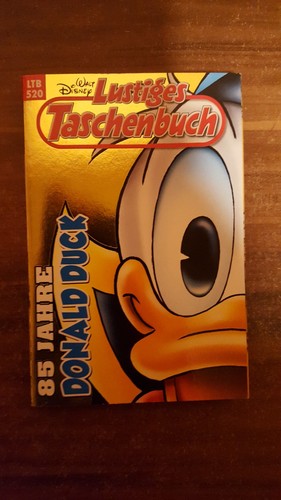 LTB
520
Walt
Disney
Lustiges
Taschenbuch
85 JAHRE
DONALD DUCK